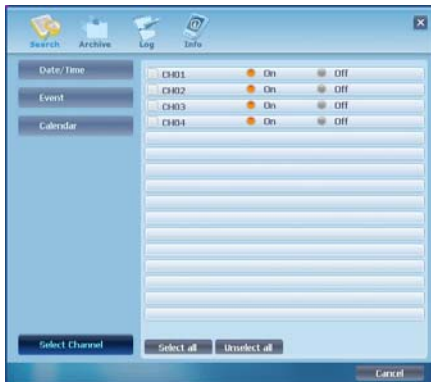 Search Archive Log Info
Date/Time
Event
Calendar
CH01 On Off
CH02 On Off
CH03 On Off
CH04 On Off
Select Channel
Select all Unselect all
Cancel